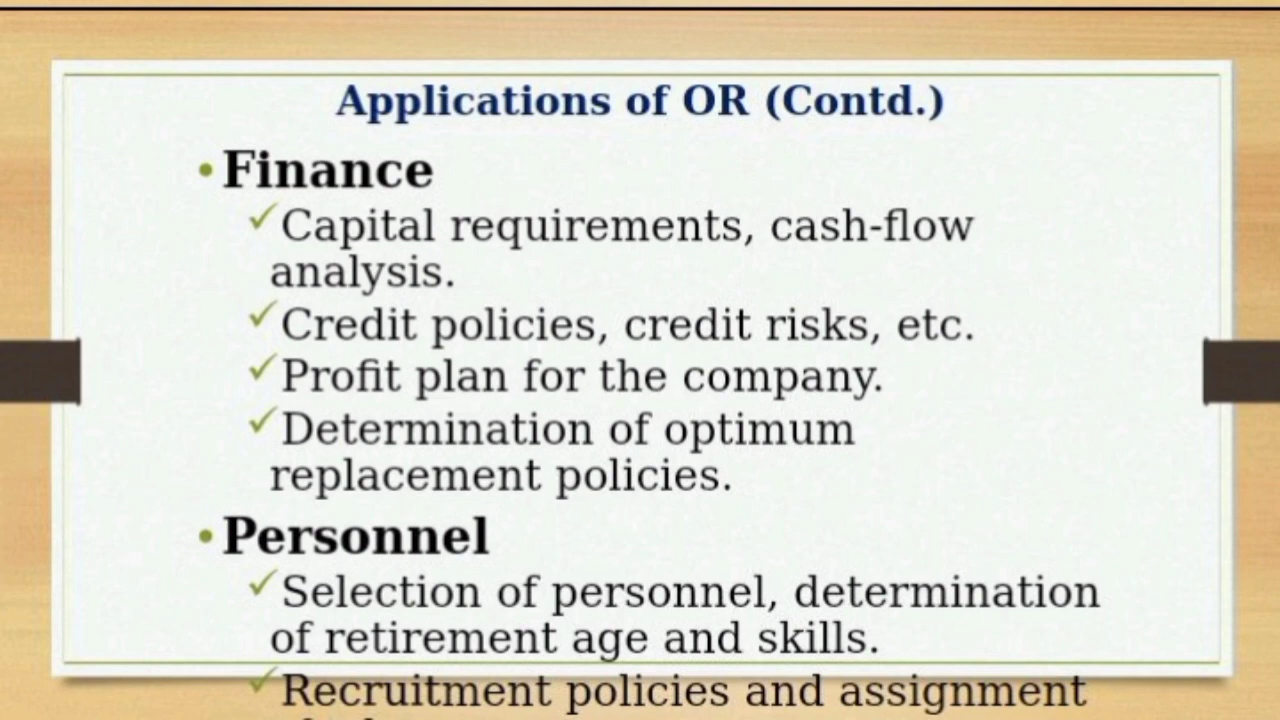 Applications of OR (Contd.)
•Finance
✓Capital requirements, cash-flow
analysis.
✓Credit policies, credit risks, etc.
✓Profit plan for the company.
✓Determination of optimum
replacement policies.
•Personnel
✓Selection of personnel, determination
of retirement age and skills.
✓Recruitment policies and assignment